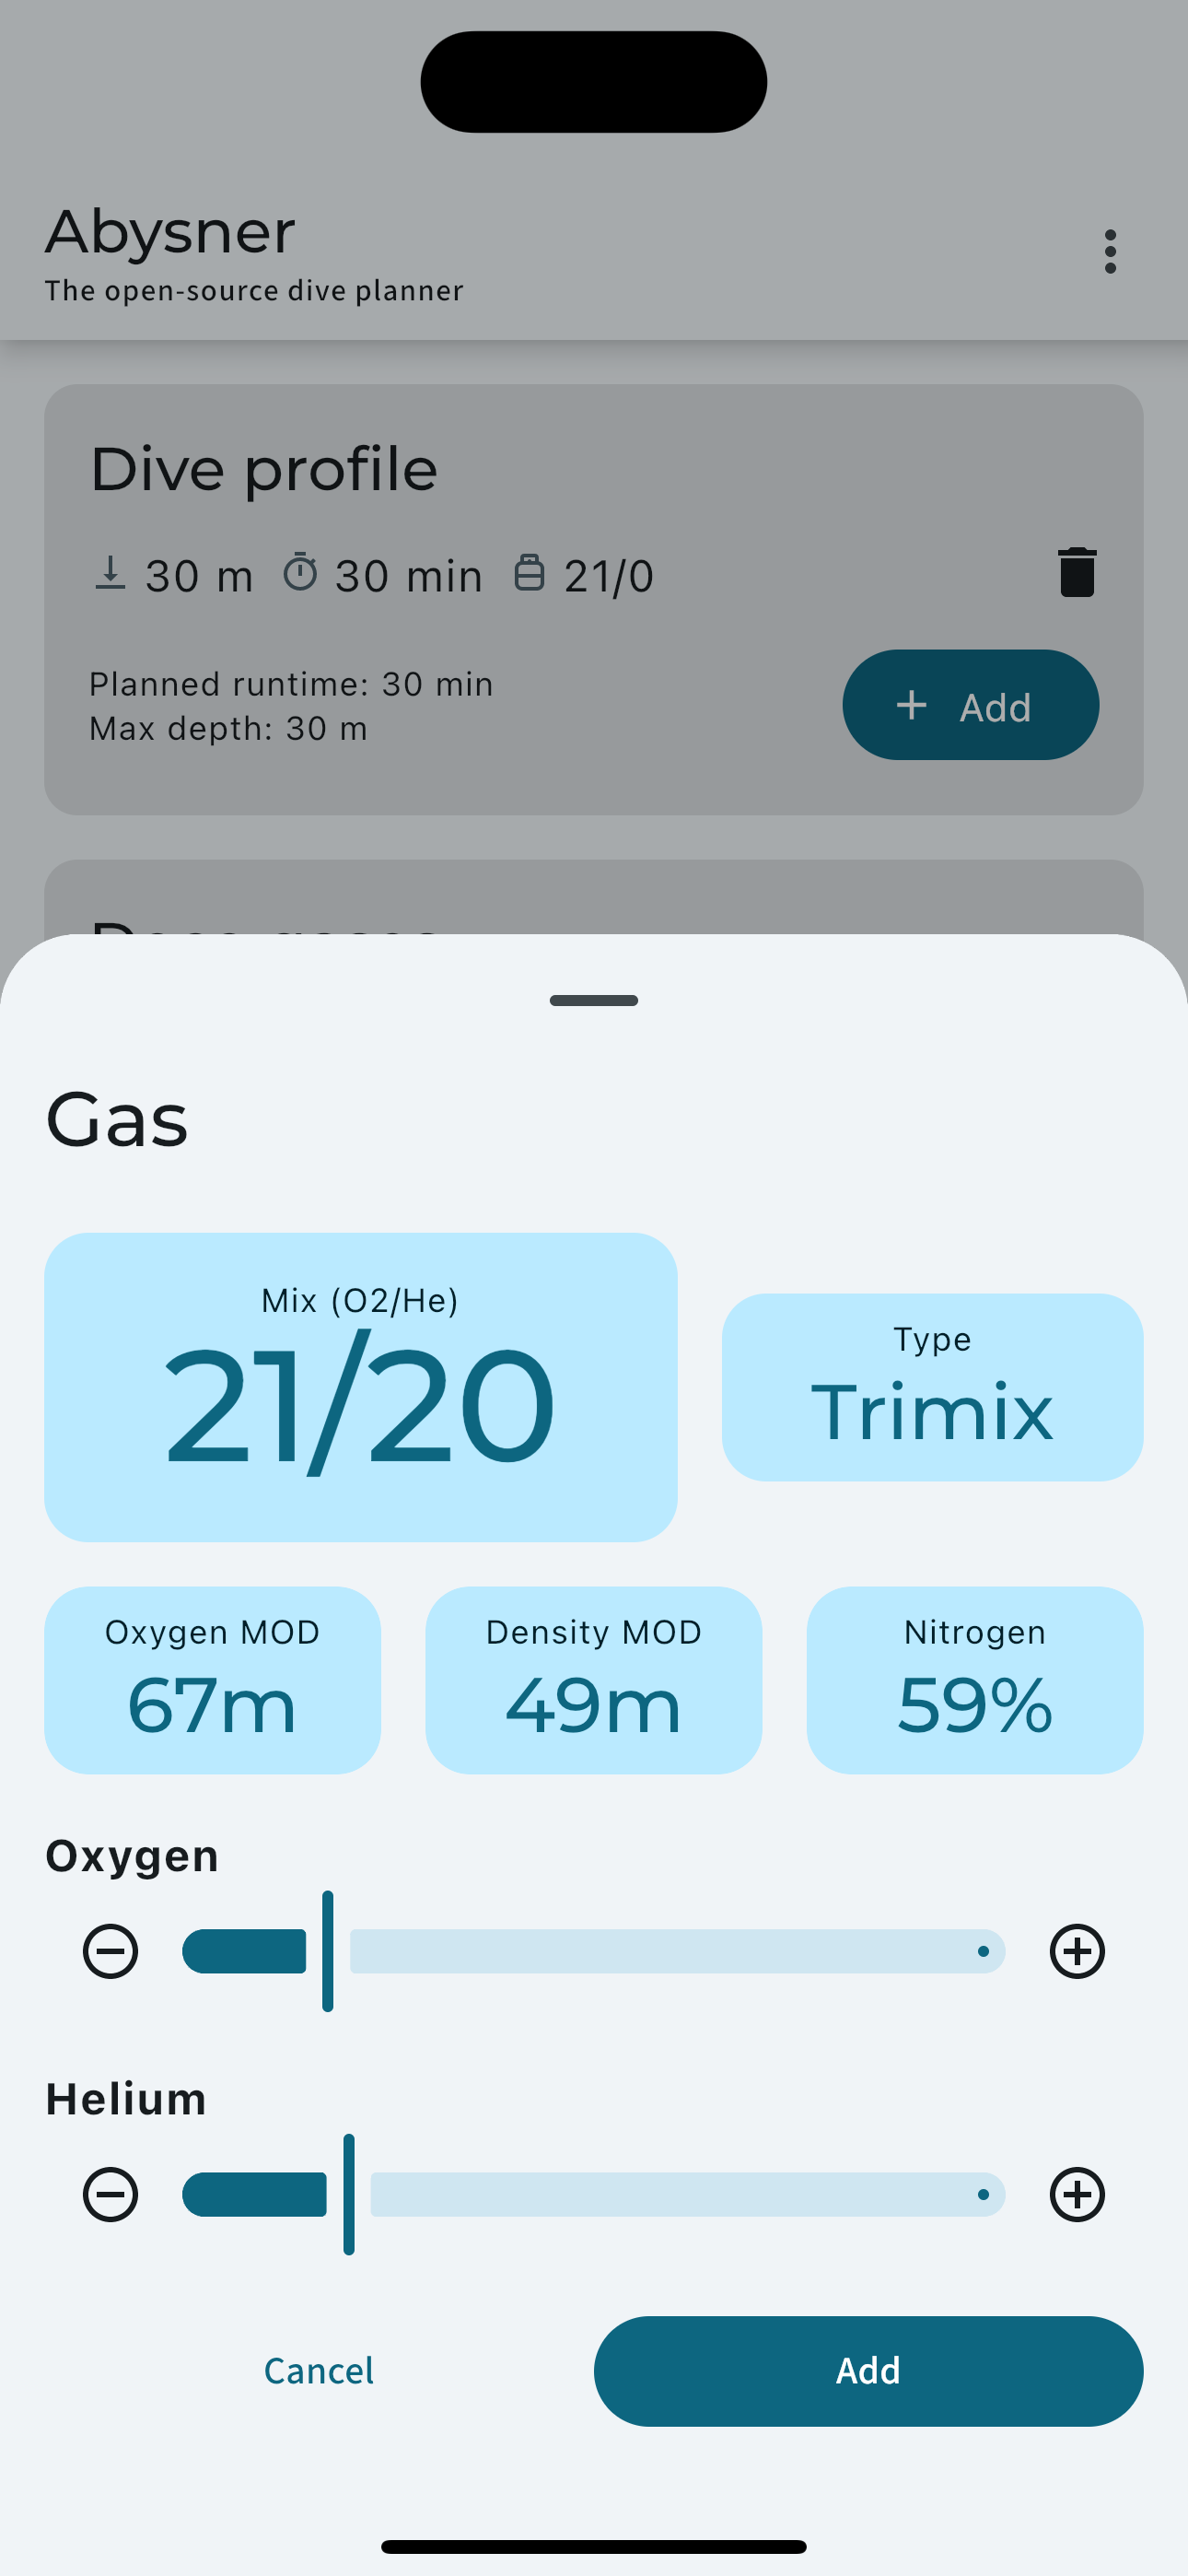 Abysner
The open-source dive planner
Dive profile
30 m 30 min 21/0
Planned runtime: 30 min
Max depth: 30 m
+ Add
Gas
Mix (O2/He)
21/20
Type
Trimix
Oxygen MOD
67m
Density MOD
49m
Nitrogen
59%
Oxygen
Helium
Cancel
Add